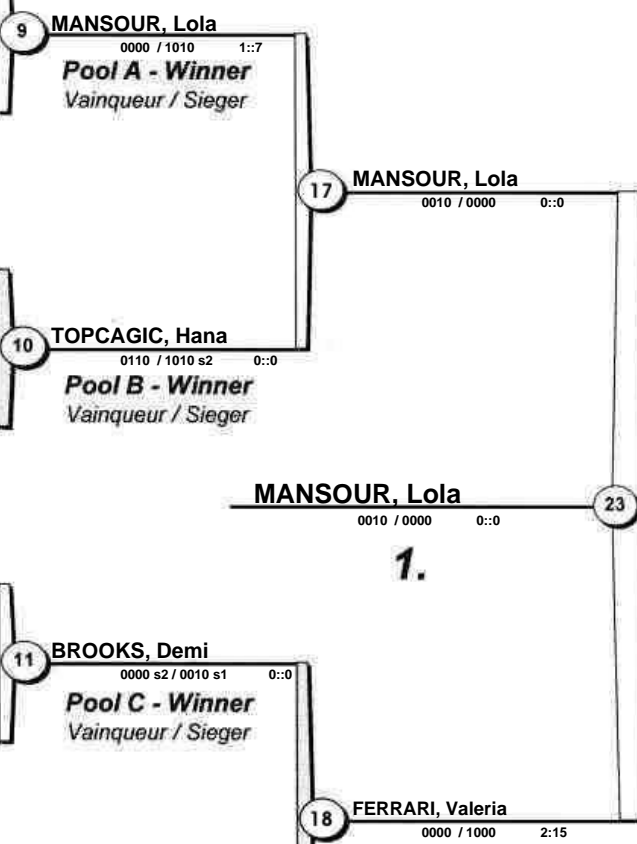 9
MANSOUR, Lola
0000 / 1010 1::7
Pool A - Winner
Vainqueur / Sieger
17
MANSOUR, Lola
0010 / 0000 0::0
10
TOPCAGIC, Hana
0110 / 1010 s2 0::0
Pool B - Winner
Vainqueur / Sieger
MANSOUR, Lola
0010 / 0000 0::0
23
1.
11
BROOKS, Demi
0000 s2 / 0010 s1 0::0
Pool C - Winner
Vainqueur / Sieger
18
FERRARI, Valeria
0000 / 1000 2:15